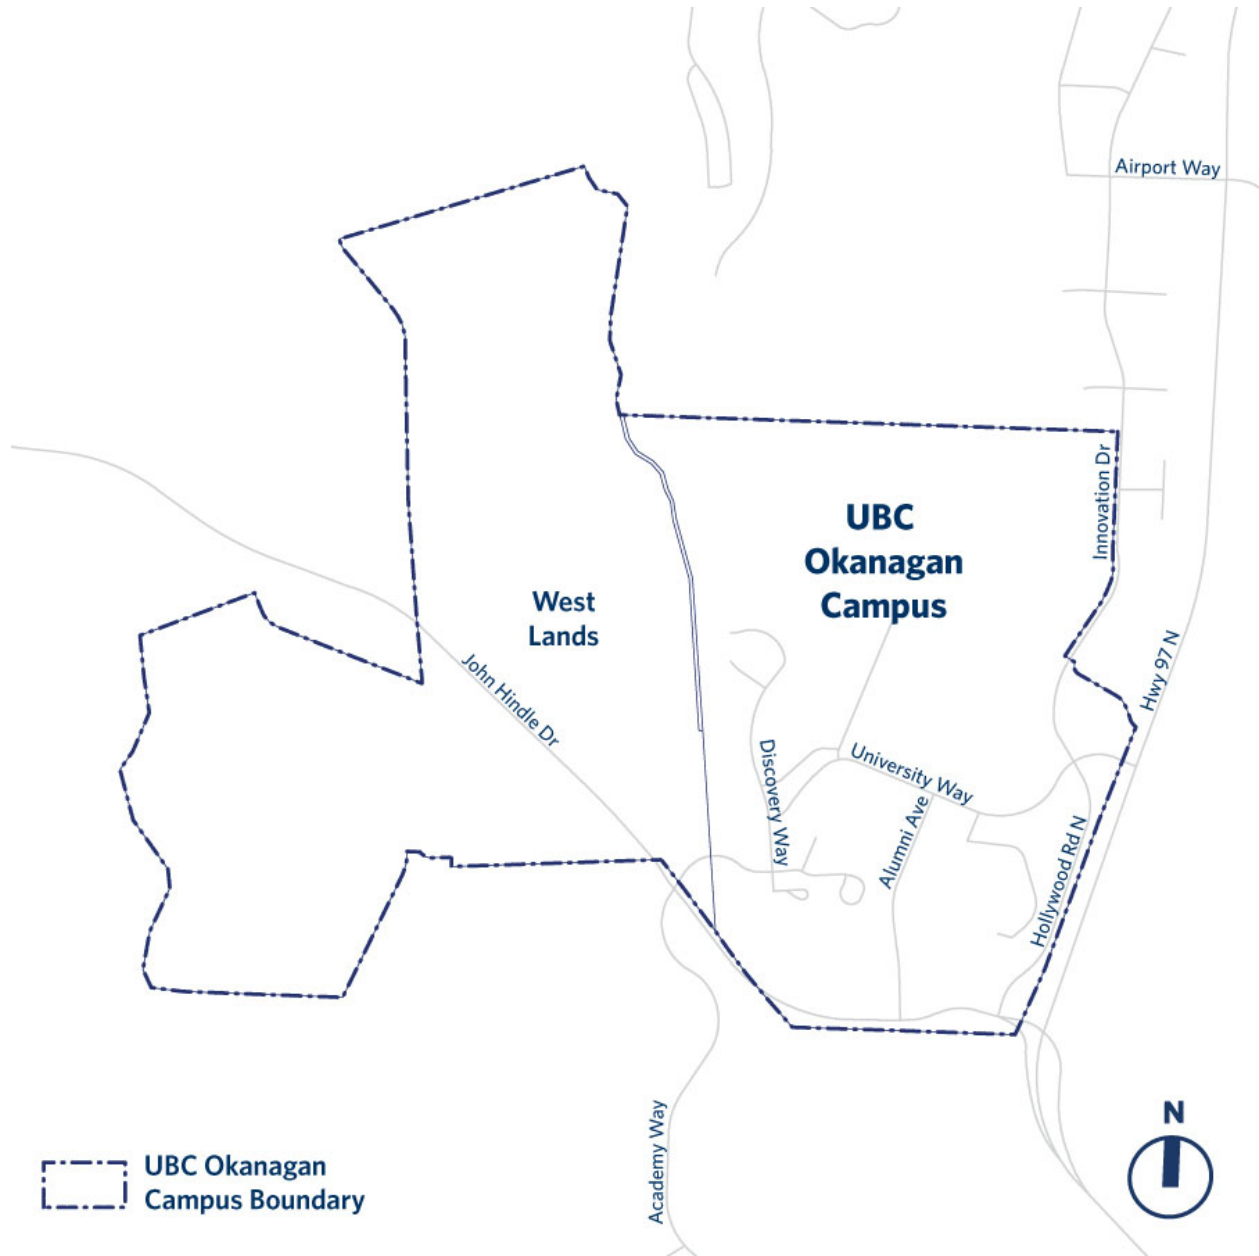 Airport Way
Innovation Dr
UBC
Okanagan
Campus
West
Lands
Hwy 97 N
John Hindle Dr
Discovery Way
University Way
Alumni Ave
Hollywood Rd N
Academy Way
N
UBC Okanagan
Campus Boundary